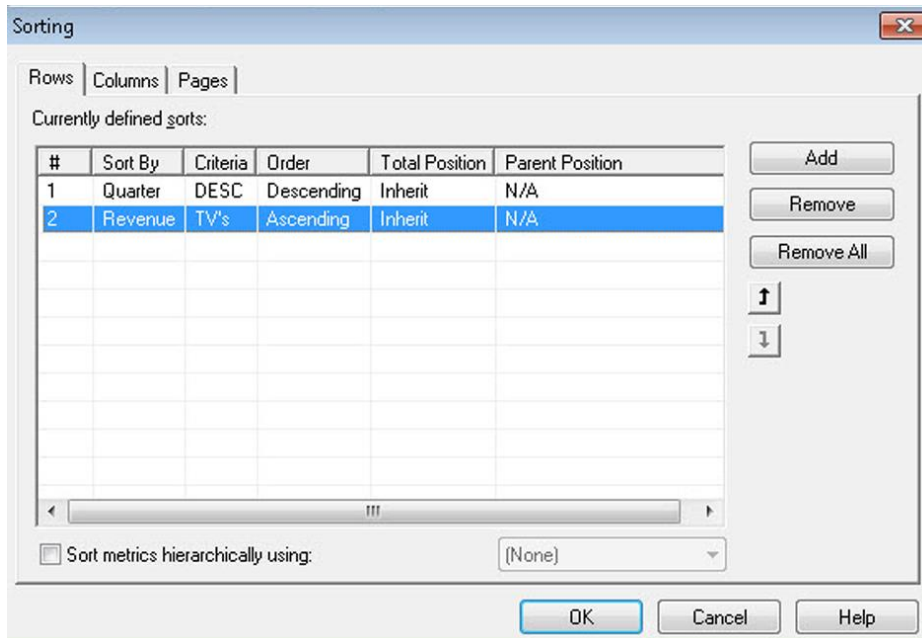 Sorting
Rows Columns Pages
Currently defined sorts:
# Sort By Criteria Order Total Position Parent Position
1 Quarter DESC Descending Inherit N/A
2 Revenue TV's Ascending Inherit N/A
Add
Remove
Remove All
Sort metrics hierarchically using: (None)
OK Cancel Help